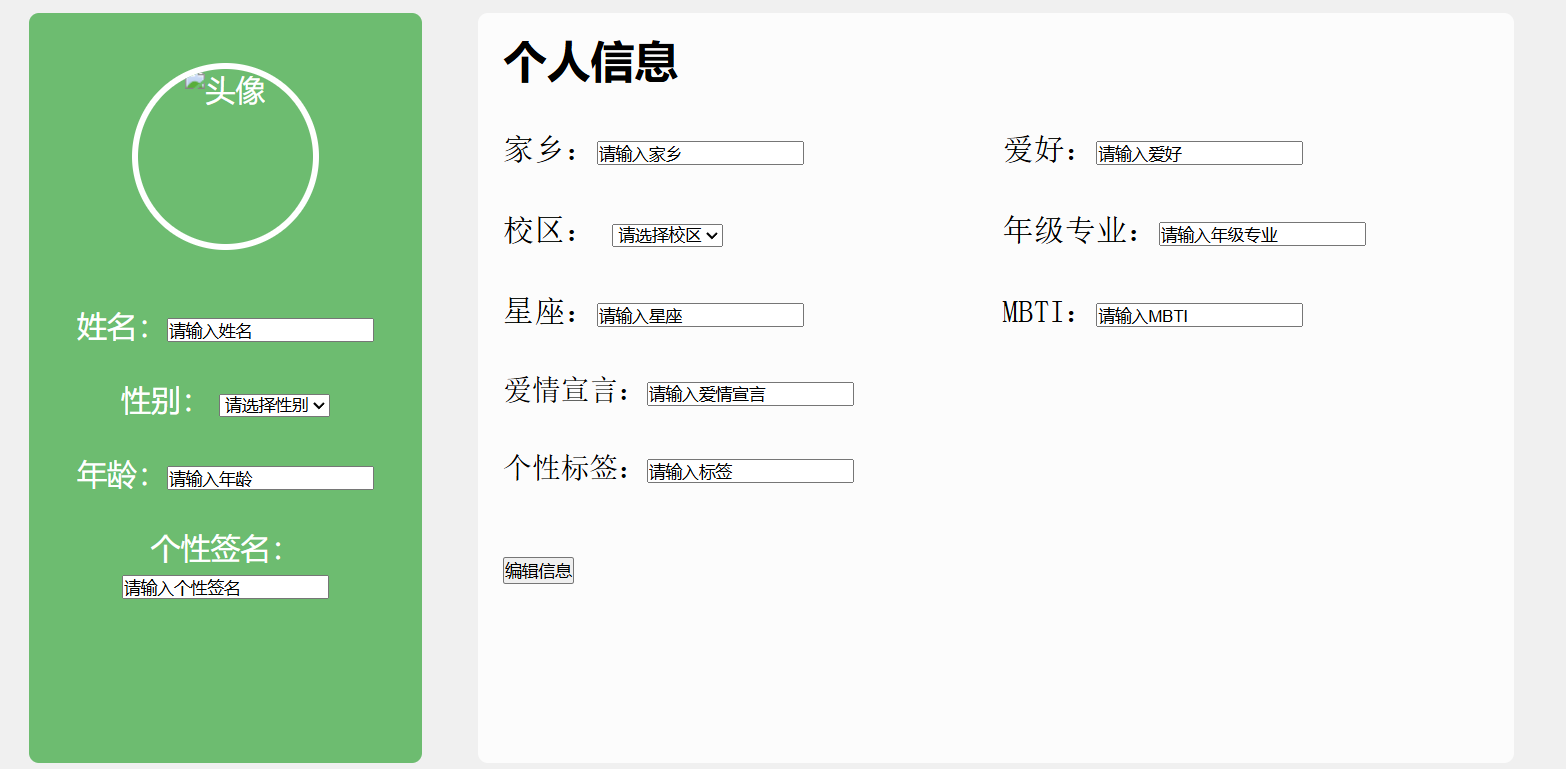 头像
姓名：请输入姓名
性别：请选择性别
年龄：请输入年龄
个性签名：
请输入个性签名
个人信息
家乡：请输入家乡
爱好：请输入爱好
校区：请选择校区
年级专业：请输入年级专业
星座：请输入星座
MBTI：请输入MBTI
爱情宣言：请输入爱情宣言
个性标签：请输入标签
编辑信息